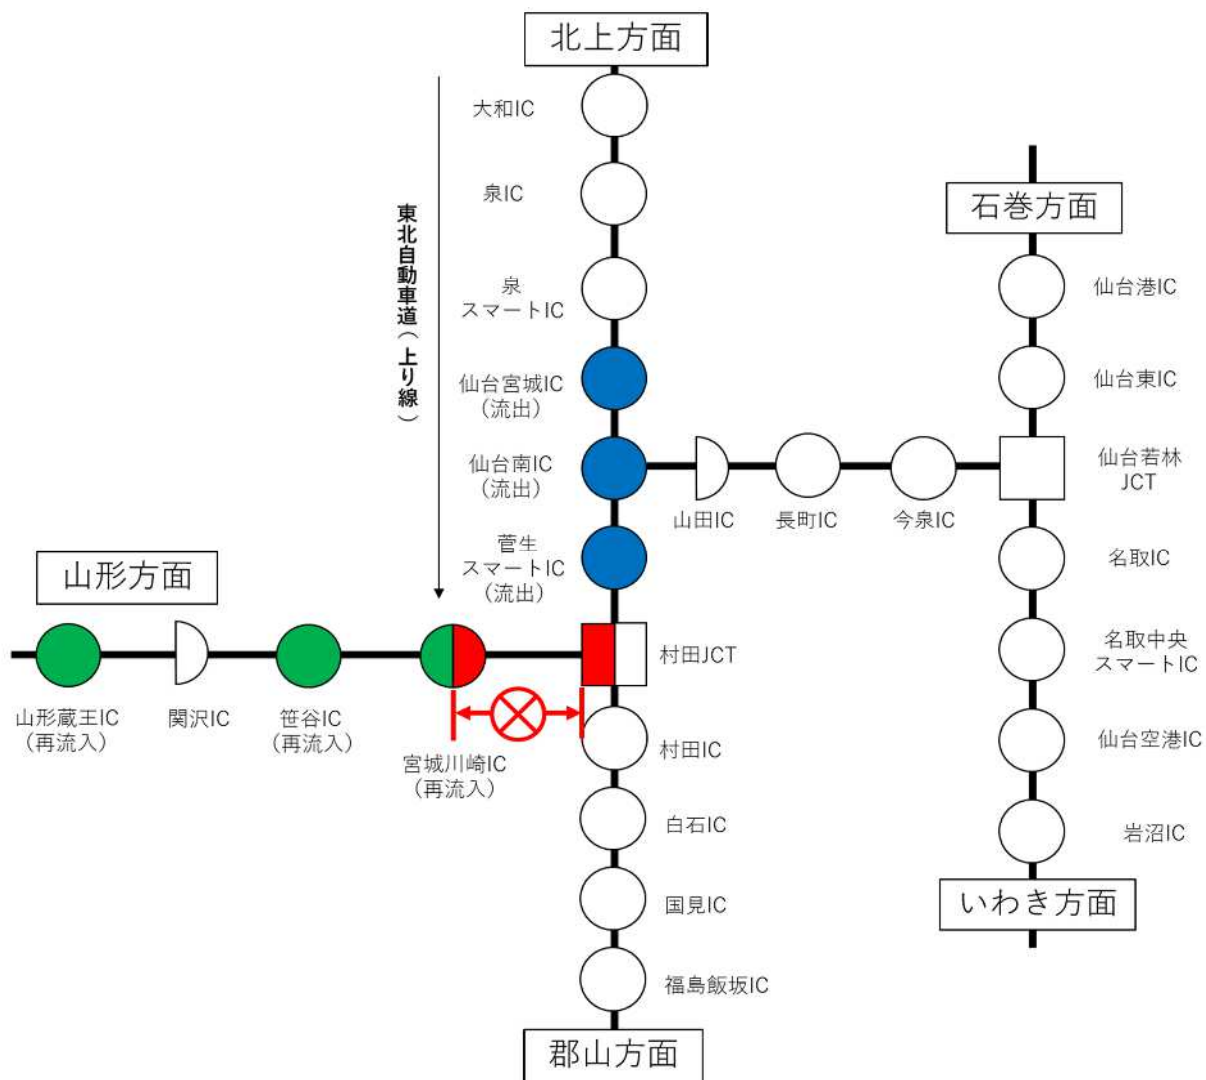 北上方面
大和IC
泉IC
東北自動車道（上り線）
泉
スマートIC
仙台宮城IC
（流出）
仙台南IC
（流出）
菅生
スマートIC
（流出）
石巻方面
仙台港IC
仙台東IC
仙台若林
JCT
山田IC
長町IC
今泉IC
名取IC
名取中央
スマートIC
仙台空港IC
岩沼IC
いわき方面
山形方面
山形蔵王IC
（再流入）
関沢IC
笹谷IC
（再流入）
宮城川崎IC
（再流入）
村田JCT
村田IC
白石IC
国見IC
福島飯坂IC
郡山方面